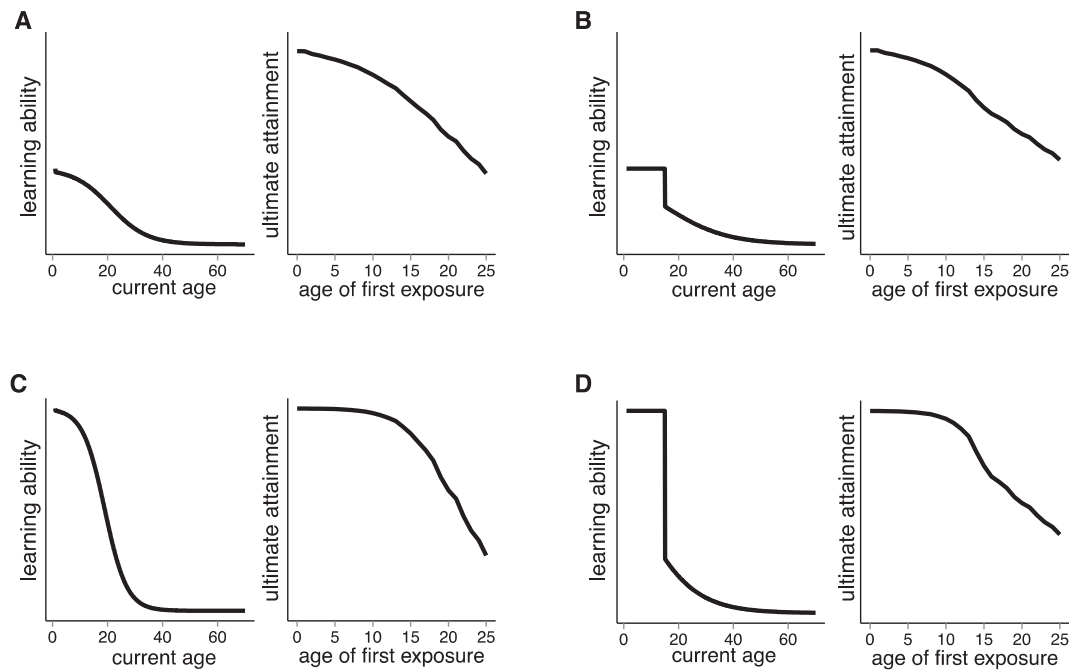 A
learning ability
0 20 40 60
current age
ultimate attainment
0 5 10 15 20 25
age of first exposure
B
learning ability
0 20 40 60
current age
ultimate attainment
0 5 10 15 20 25
age of first exposure
C
learning ability
0 20 40 60
current age
ultimate attainment
0 5 10 15 20 25
age of first exposure
D
learning ability
0 20 40 60
current age
ultimate attainment
0 5 10 15 20 25
age of first exposure